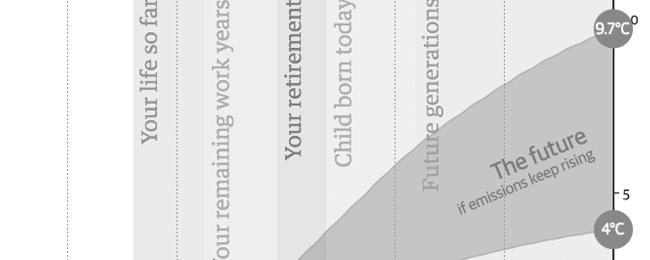 Your life so far
Your remaining work years
Your retirement
Child born today
Future generations
9.7°C
0
The future
if emissions keep rising
5
4°C